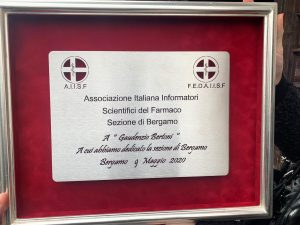 A.I.I.S.F
F.E.D.A.I.I.S.F
Associazione Italiana Informatori
Scientifici del Farmaco
Sezione di Bergamo
A " Gaudenzio Bertoni "
A cui abbiamo dedicato la sezione di Bergamo
Bergamo 9 Maggio 2020